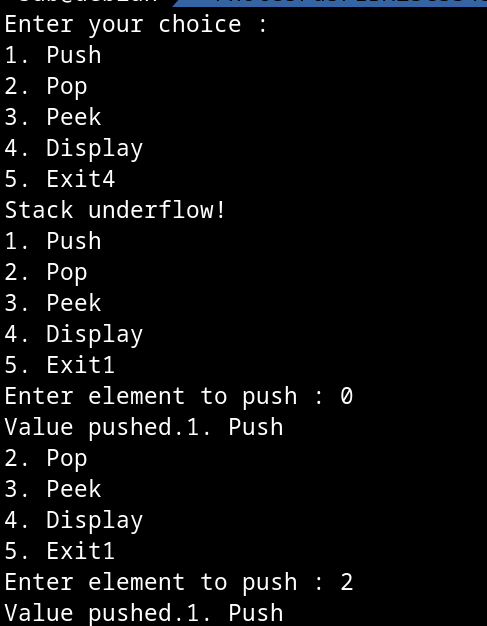 Enter your choice :
1. Push
2. Pop
3. Peek
4. Display
5. Exit4
Stack underflow!
1. Push
2. Pop
3. Peek
4. Display
5. Exit1
Enter element to push : 0
Value pushed.1. Push
2. Pop
3. Peek
4. Display
5. Exit1
Enter element to push : 2
Value pushed.1. Push